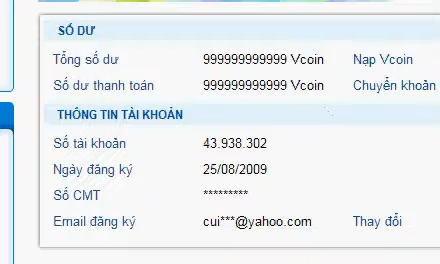 SỐ DƯ
Tổng số dư 999999999999 Vcoin Nạp Vcoin
Số dư thanh toán 999999999999 Vcoin Chuyển khoản
THÔNG TIN TÀI KHOẢN
Số tài khoản 43.938.302
Ngày đăng ký 25/08/2009
Số CMT *********
Email đăng ký cui***@yahoo.com Thay đổi